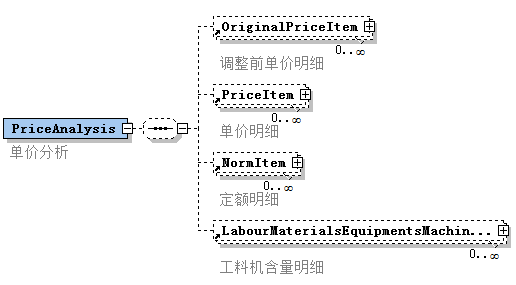 OriginalPriceItem
0..∞
调整前单价明细
PriceItem
0..∞
单价明细
PriceAnalysis
单价分析
NormItem
0..∞
定额明细
LabourMaterialsEquipmentsMachin...
0..∞
工料机含量明细